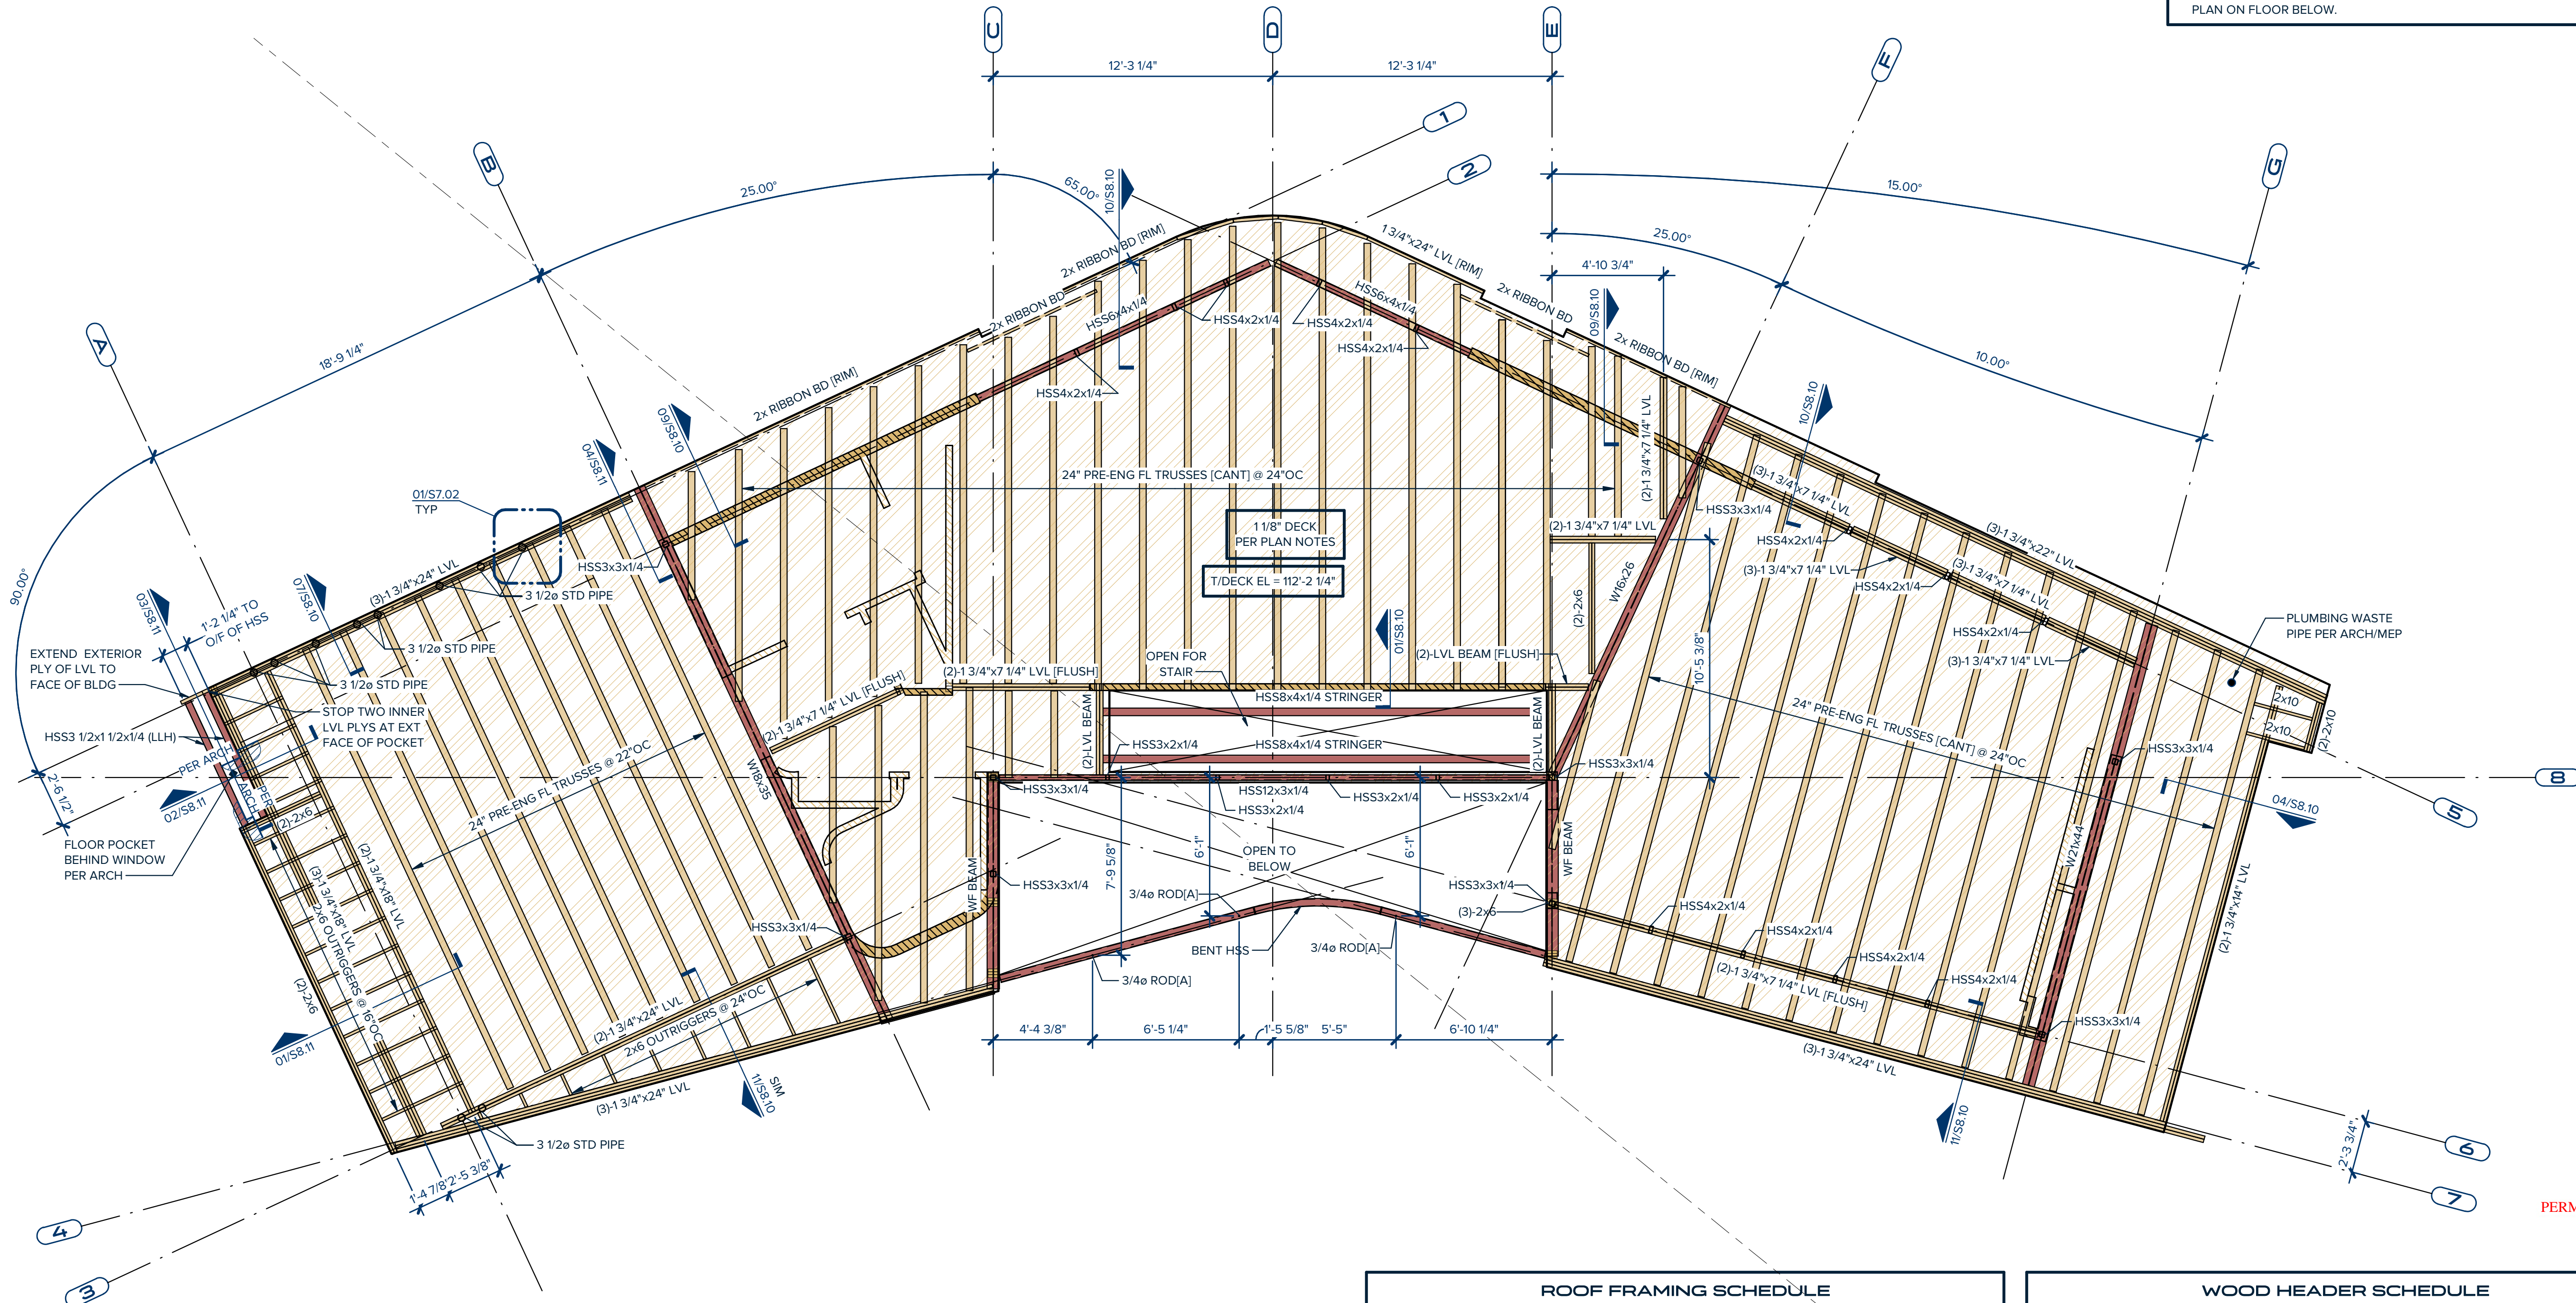 PLAN ON FLOOR BELOW.
C
D
E
F
G
B
A
1
2
12'-3 1/4"
12'-3 1/4"
25.00°
65.00°
10/S8.10
15.00°
25.00°
4'-10 3/4"
10.00°
18'-9 1/4"
90.00°
2'-6 1/2"
2x RIBBON BD [RIM]
2x RIBBON BD
2x RIBBON BD [RIM]
1 3/4"x24" LVL [RIM]
2x RIBBON BD
2x RIBBON BD [RIM]
09/S8.10
HSS6x4x1/4
HSS6x4x1/4
HSS4x2x1/4
HSS4x2x1/4
HSS4x2x1/4
HSS4x2x1/4
09/S8.10
04/S8.11
01/S7.02
TYP
24" PRE-ENG FL TRUSSES [CANT] @ 24"OC
(2)-1 3/4"x7 1/4" LVL
10/S8.10
(3)-1 3/4"x7 1/4" LVL
HSS3x3x1/4
1 1/8" DECK
PER PLAN NOTES
T/DECK EL = 112'-2 1/4"
(2)-1 3/4"x7 1/4" LVL
HSS4x2x1/4
(3)-1 3/4"x22" LVL
HSS3x3x1/4
(3)-1 3/4"x24" LVL
3 1/2ø STD PIPE
07/S8.10
03/S8.11
1'-2 1/4" TO
O/F OF HSS
W16x26
(3)-1 3/4"x7 1/4" LVL
HSS4x2x1/4
(3)-1 3/4"x7 1/4" LVL
(2)-2x6
01/S8.10
HSS4x2x1/4
(3)-1 3/4"x7 1/4" LVL
PLUMBING WASTE
PIPE PER ARCH/MEP
EXTEND EXTERIOR
PLY OF LVL TO
FACE OF BLDG
3 1/2ø STD PIPE
3 1/2ø STD PIPE
OPEN FOR
STAIR
(2)-LVL BEAM [FLUSH]
10'-5 3/8"
(2)-1 3/4"x7 1/4" LVL [FLUSH]
(2)-1 3/4"x7 1/4" LVL [FLUSH]
HSS8x4x1/4 STRINGER
STOP TWO INNER
LVL PLYS AT EXT
FACE OF POCKET
HSS3 1/2x1 1/2x1/4 (LLH)
PER ARCH
PER
ARCH
(2)-LVL BEAM
(2)-LVL BEAM
HSS3x2x1/4
HSS8x4x1/4 STRINGER
24" PRE-ENG FL TRUSSES [CANT] @ 24"OC
2x10
2x10
(2)-2x10
HSS3x3x1/4
HSS3x3x1/4
24" PRE-ENG FL TRUSSES @ 22"OC
W18x35
HSS3x3x1/4
HSS12x3x1/4
HSS3x2x1/4
HSS3x2x1/4
HSS3x2x1/4
8
5
04/S8.10
02/S8.11
(2)-2x6
FLOOR POCKET
BEHIND WINDOW
PER ARCH
(2)-1 3/4"x18" LVL
(3)-1 3/4"x18" LVL
2x6 OUTRIGGERS @ 16"OC
(2)-2x6
WF BEAM
HSS3x3x1/4
7'-9 5/8"
6'-1"
OPEN TO
BELOW
6'-1"
WF BEAM
W21x44
3/4ø ROD[A]
HSS3x3x1/4
(3)-2x6
HSS4x2x1/4
HSS3x3x1/4
BENT HSS
3/4ø ROD[A]
HSS4x2x1/4
HSS4x2x1/4
HSS4x2x1/4
(2)-1 3/4"x14" LVL
3/4ø ROD[A]
(2)-1 3/4"x7 1/4" LVL [FLUSH]
HSS3x3x1/4
(2)-1 3/4"x24" LVL
2x6 OUTRIGGERS @ 24"OC
4'-4 3/8"
6'-5 1/4"
1'-5 5/8"
5'-5"
6'-10 1/4"
01/S8.11
(3)-1 3/4"x24" LVL
SIM
11/S8.10
(3)-1 3/4"x24" LVL
11/S8.10
3 1/2ø STD PIPE
1'-4 7/8"
2'-5 3/8"
2'-3 3/4"
6
7
4
3
PERM
ROOF FRAMING SCHEDULE
WOOD HEADER SCHEDULE